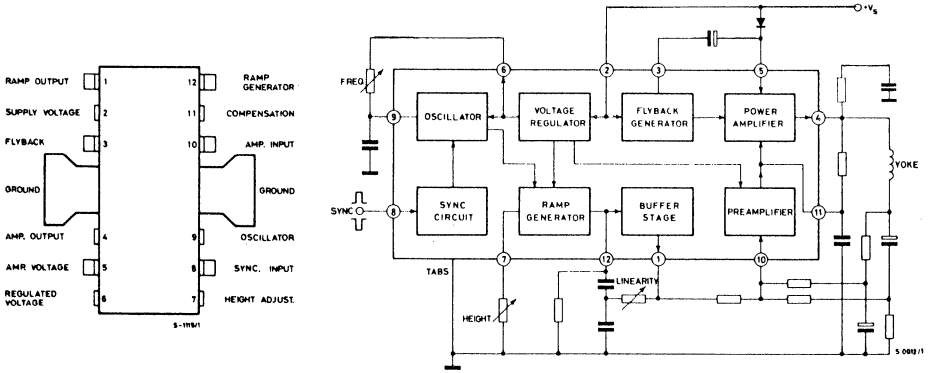 RAMP OUTPUT
1
12
RAMP
GENERATOR
SUPPLY VOLTAGE
2
11
COMPENSATION
FLYBACK
3
10
AMP. INPUT
GROUND
GROUND
AMP. OUTPUT
4
9
OSCILLATOR
AMP. VOLTAGE
5
8
SYNC. INPUT
REGULATED
VOLTAGE
6
7
HEIGHT ADJUST.
S-1119/1
+Vs
FREQ.
6
2
3
5
9
OSCILLATOR
VOLTAGE
REGULATOR
FLYBACK
GENERATOR
POWER
AMPLIFIER
4
YOKE
SYNC
8
SYNC
CIRCUIT
RAMP
GENERATOR
BUFFER
STAGE
PREAMPLIFIER
11
TABS
7
12
1
10
HEIGHT
LINEARITY
S 0012/1